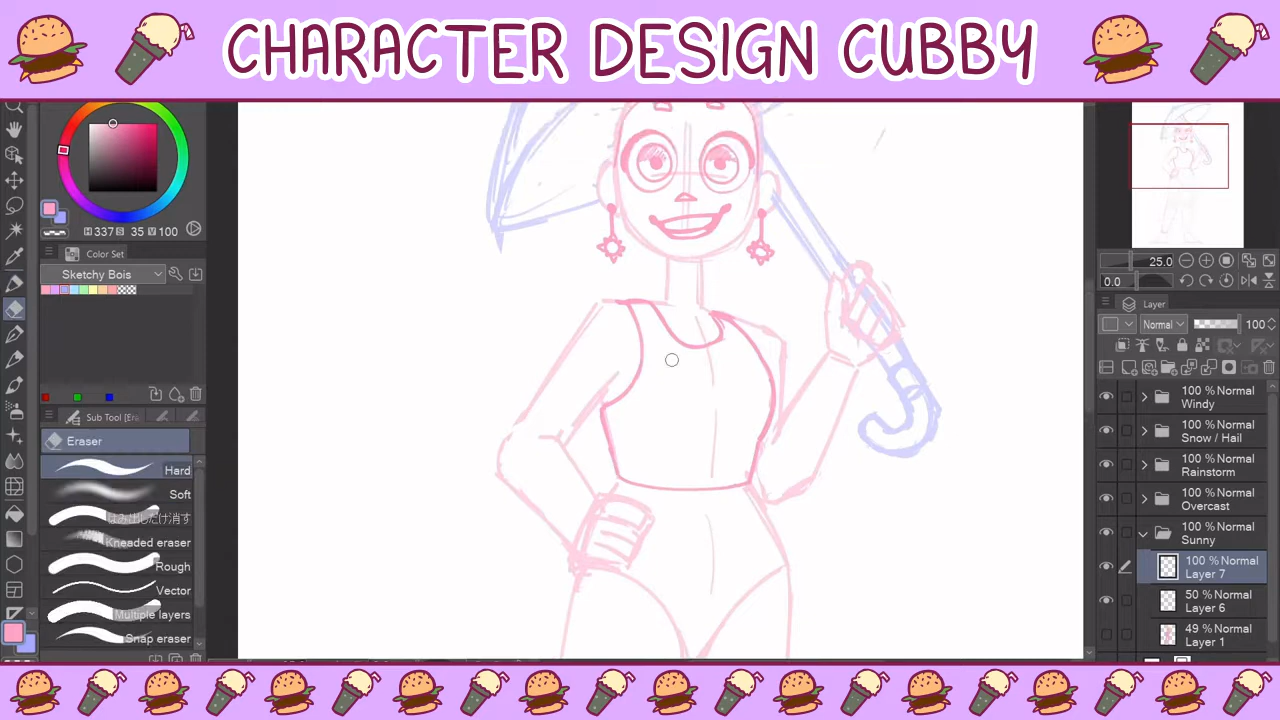 CHARACTER DESIGN CUBBY
H 337 S 35 V 100
Color Set
Sketchy Bois
Sub Tool [Era
Eraser
Hard
Soft
はみ出しだけ消す
Kneaded eraser
Rough
Vector
Multiple layers
Snap eraser
25.0
0.0
Layer
Normal
100
100 % Normal
Windy
100 % Normal
Snow / Hail
100 % Normal
Rainstorm
100 % Normal
Overcast
100 % Normal
Sunny
100 % Normal
Layer 7
50 % Normal
Layer 6
49 % Normal
Layer 1